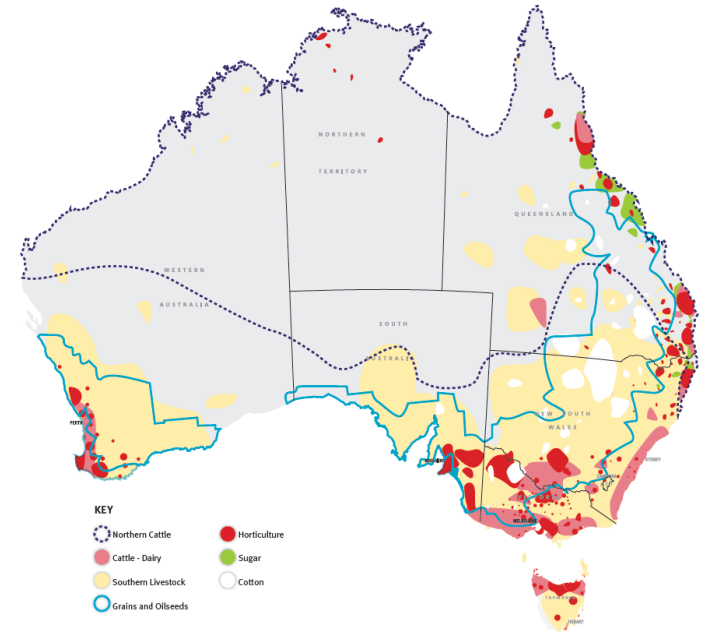 NORTHERN
TERRITORY
QUEENSLAND
WESTERN
AUSTRALIA
SOUTH
AUSTRALIA
NEW SOUTH
WALES
PERTH
SYDNEY
MELBOURNE
TASMANIA
HOBART
KEY
Northern Cattle
Cattle - Dairy
Southern Livestock
Grains and Oilseeds
Horticulture
Sugar
Cotton